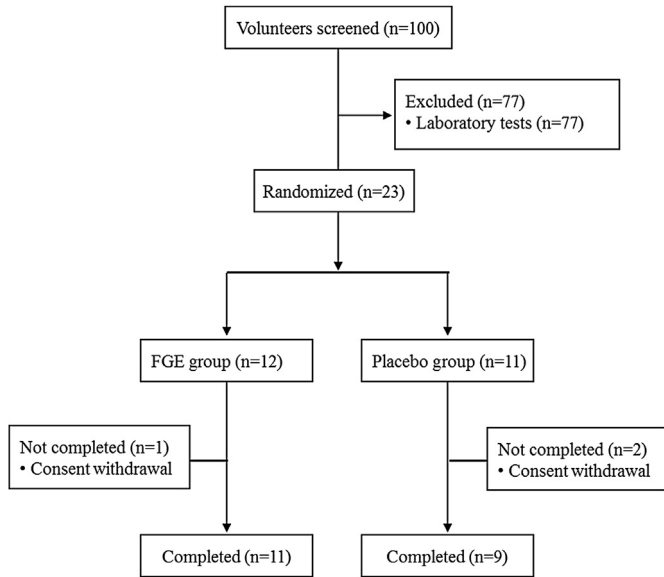 Volunteers screened (n=100)
Excluded (n=77)
• Laboratory tests (n=77)
Randomized (n=23)
FGE group (n=12)
Placebo group (n=11)
Not completed (n=1)
• Consent withdrawal
Not completed (n=2)
• Consent withdrawal
Completed (n=11)
Completed (n=9)